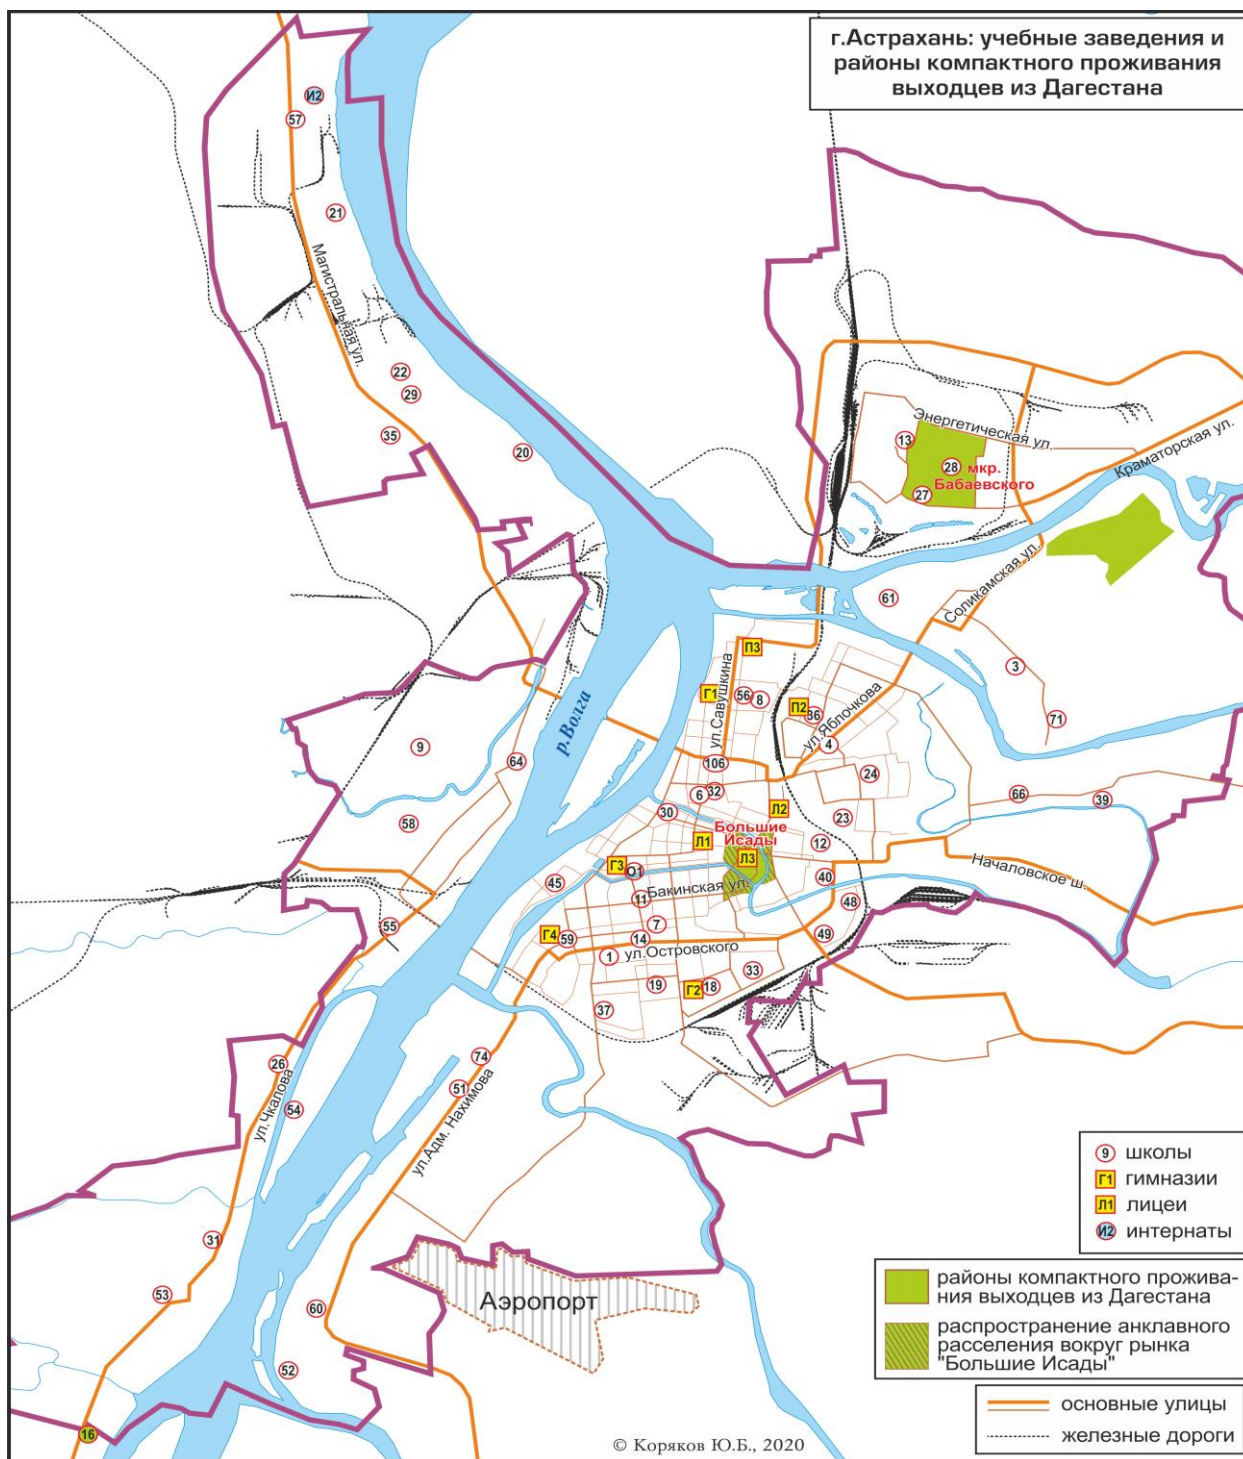 г.Астрахань: учебные заведения и
районы компактного проживания
выходцев из Дагестана
И2
57
21
Магистральная ул.
22
29
35
20
13
Энергетическая ул.
28
мкр.
Бабаевского
27
Краматорская ул.
Соликамская ул.
61
3
71
П3
Г1
ул.Савушкина
56
8
П2
36
ул.Яблочкова
4
р.Волга
9
64
106
24
6
32
66
39
58
30
Л2
23
Большие
Исады
Л1
12
Л3
Началовское ш.
Г3
О1
45
Бакинская ул.
40
11
48
55
7
Г4
59
14
49
1
ул.Островского
33
19
Г2
18
37
26
74
51
54
ул.Чкалова
ул.Адм. Нахимова
31
53
60
Аэропорт
52
16
9 школы
Г1 гимназии
Л1 лицеи
И2 интернаты
районы компактного прожива-
ния выходцев из Дагестана
распространение анклавного
расселения вокруг рынка
"Большие Исады"
основные улицы
железные дороги
© Коряков Ю.Б., 2020